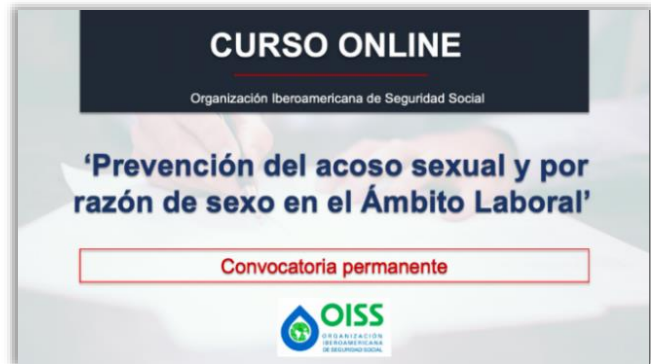 CURSO ONLINE
Organización Iberoamericana de Seguridad Social
‘Prevención del acoso sexual y por
razón de sexo en el Ámbito Laboral’
Convocatoria permanente
OISS
ORGANIZACIÓN
IBEROAMERICANA
DE SEGURIDAD SOCIAL